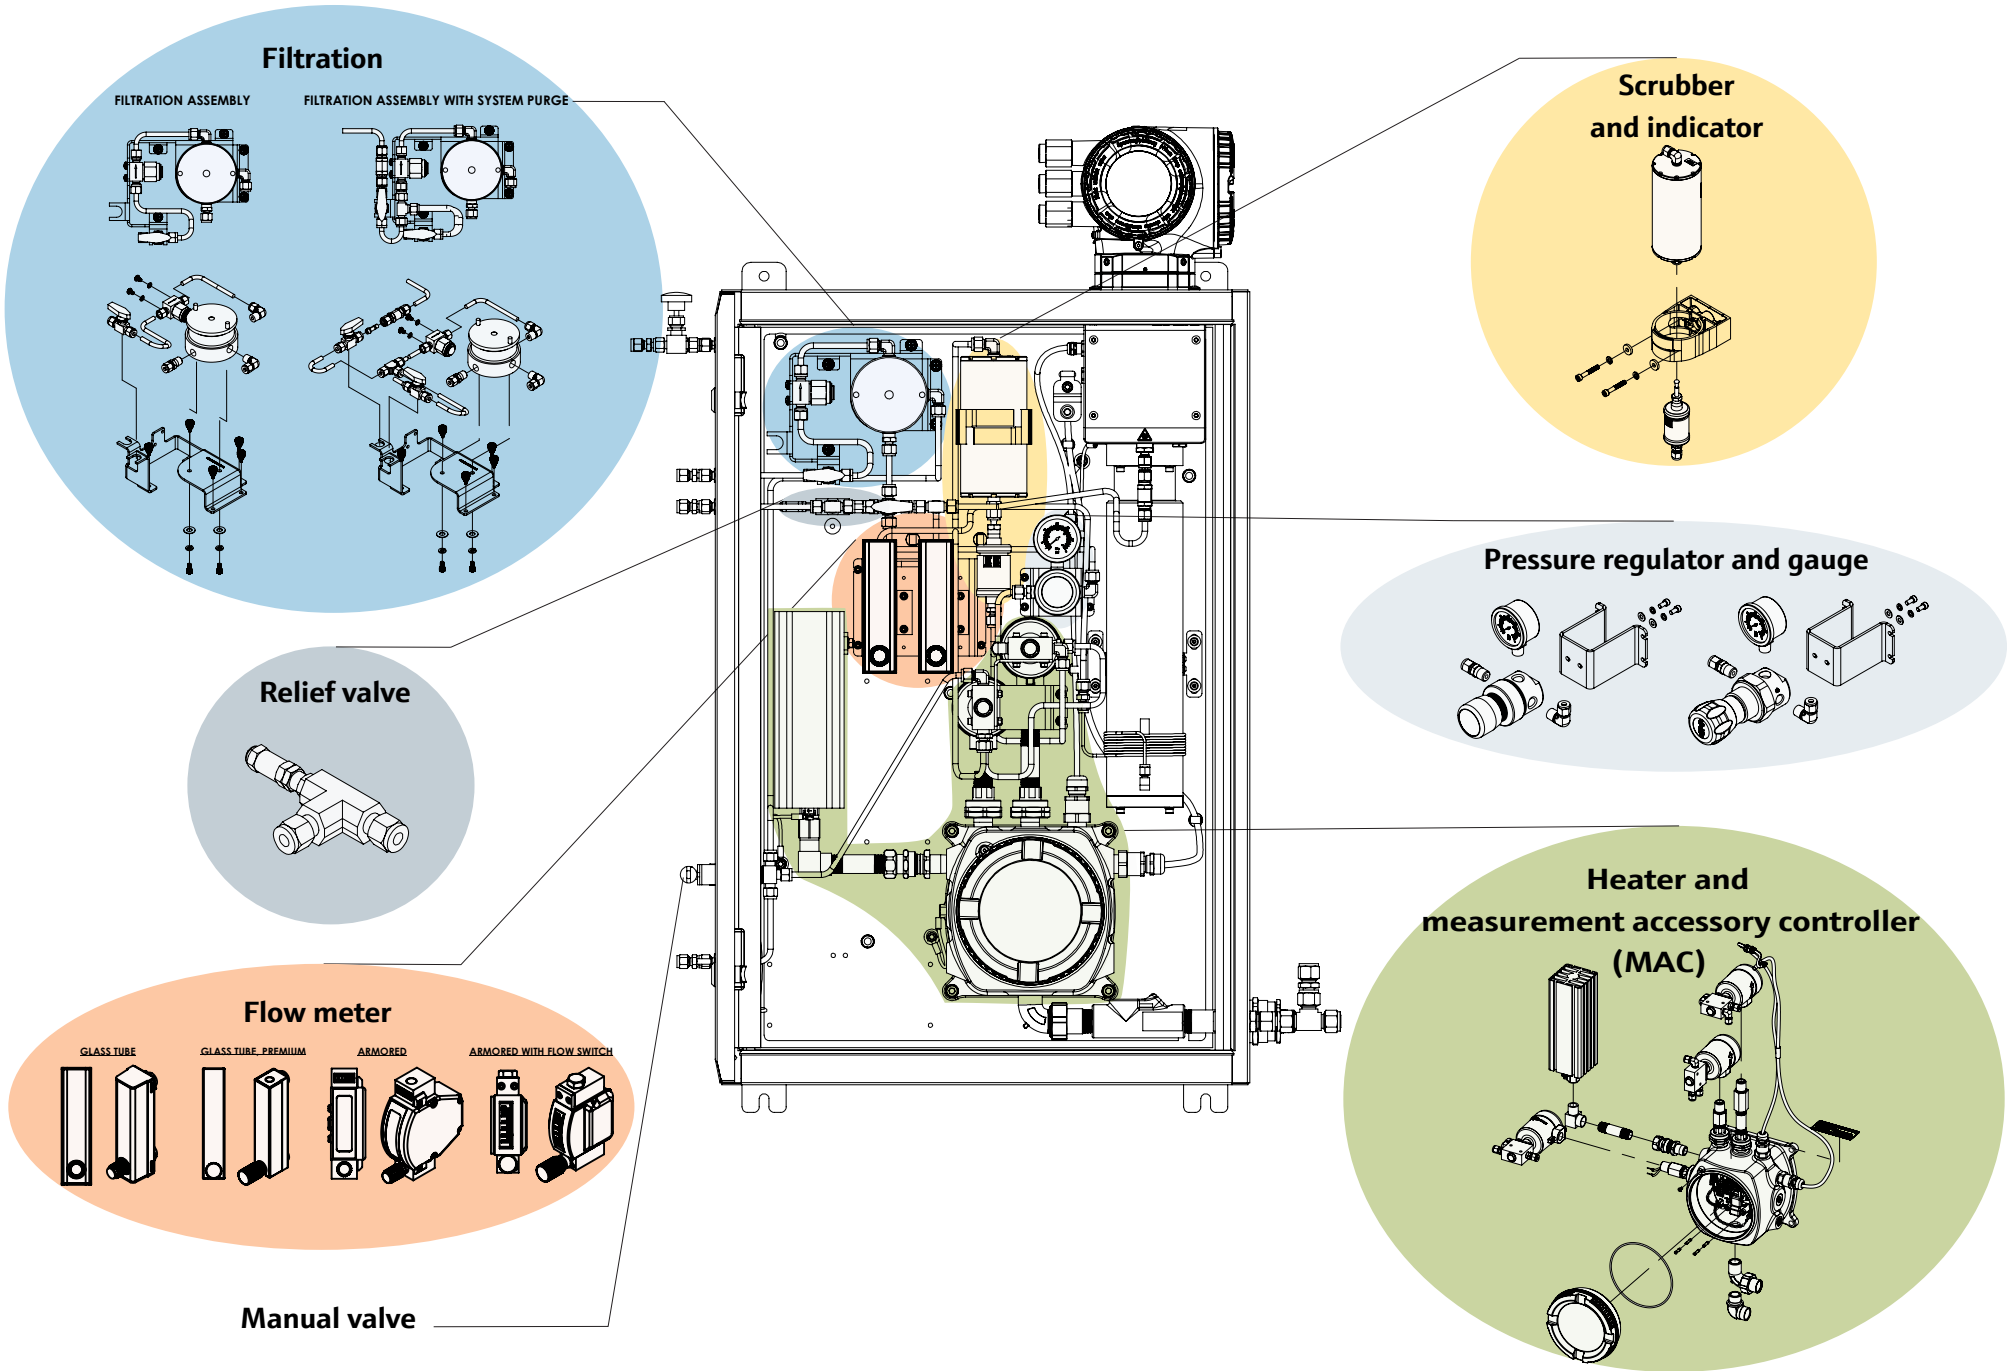 Filtration
FILTRATION ASSEMBLY
FILTRATION ASSEMBLY WITH SYSTEM PURGE
Scrubber
and indicator
Pressure regulator and gauge
Relief valve
Heater and
measurement accessory controller
(MAC)
Flow meter
GLASS TUBE
GLASS TUBE, PREMIUM
ARMORED
ARMORED WITH FLOW SWITCH
Manual valve